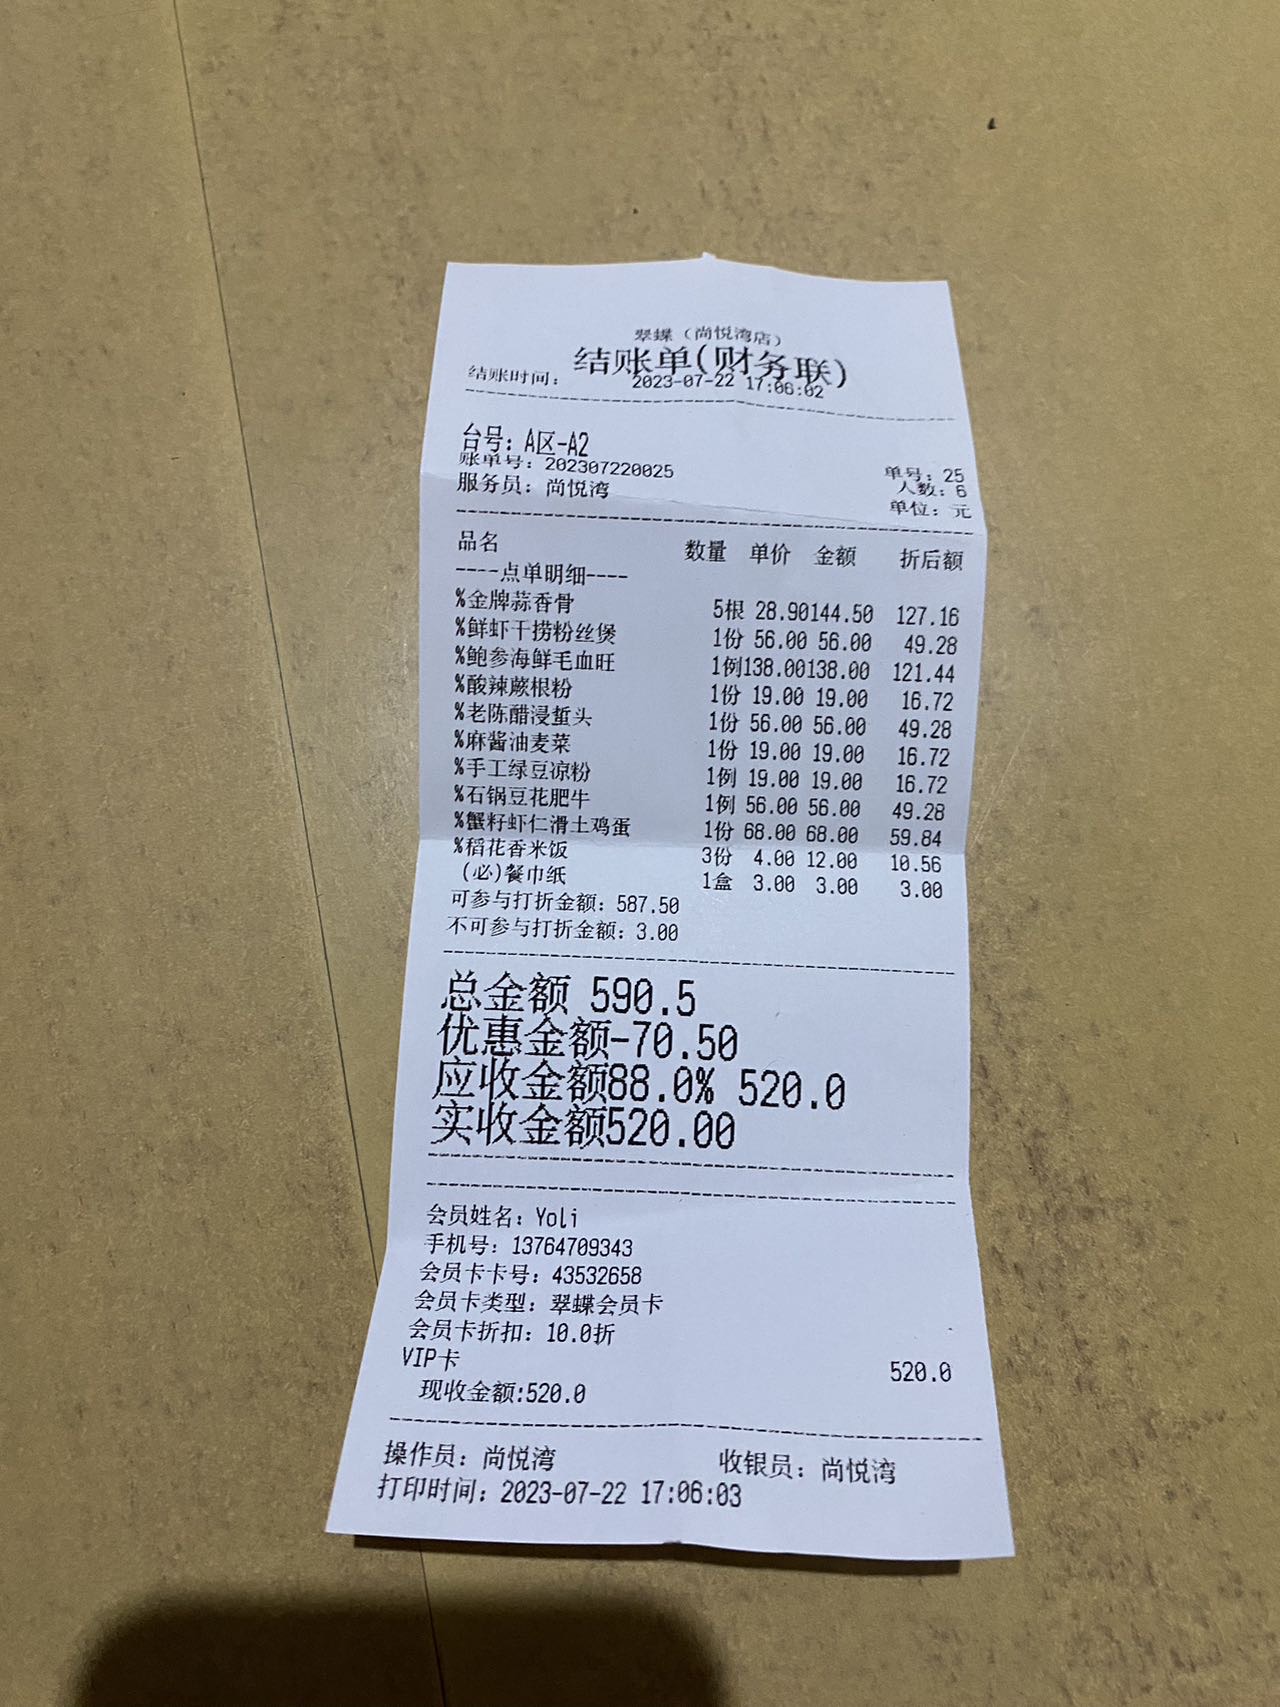 翠蝶（尚悦湾店）
结账单(财务联)
结账时间： 2023-07-22 17:06:02
台号：A区-A2
账单号：202307220025 单号：25
人数：6
服务员：尚悦湾 单位：元
品名 数量 单价 金额 折后额
----点单明细----
%金牌蒜香骨 5根 28.90144.50 127.16
%鲜虾干捞粉丝煲 1份 56.00 56.00 49.28
%鲍参海鲜毛血旺 1例138.00138.00 121.44
%酸辣蕨根粉 1份 19.00 19.00 16.72
%老陈醋浸蜇头 1份 56.00 56.00 49.28
%麻酱油麦菜 1份 19.00 19.00 16.72
%手工绿豆凉粉 1例 19.00 19.00 16.72
%石锅豆花肥牛 1例 56.00 56.00 49.28
%蟹籽虾仁滑土鸡蛋 1份 68.00 68.00 59.84
%稻花香米饭 3份 4.00 12.00 10.56
(必)餐巾纸 1盒 3.00 3.00 3.00
可参与打折金额：587.50
不可参与打折金额：3.00
总金额 590.5
优惠金额-70.50
应收金额88.0% 520.0
实收金额520.00
会员姓名：Yoli
手机号：13764709343
会员卡卡号：43532658
会员卡类型：翠蝶会员卡
会员卡折扣：10.0折
VIP卡 520.0
现收金额:520.0
操作员：尚悦湾 收银员：尚悦湾
打印时间：2023-07-22 17:06:03